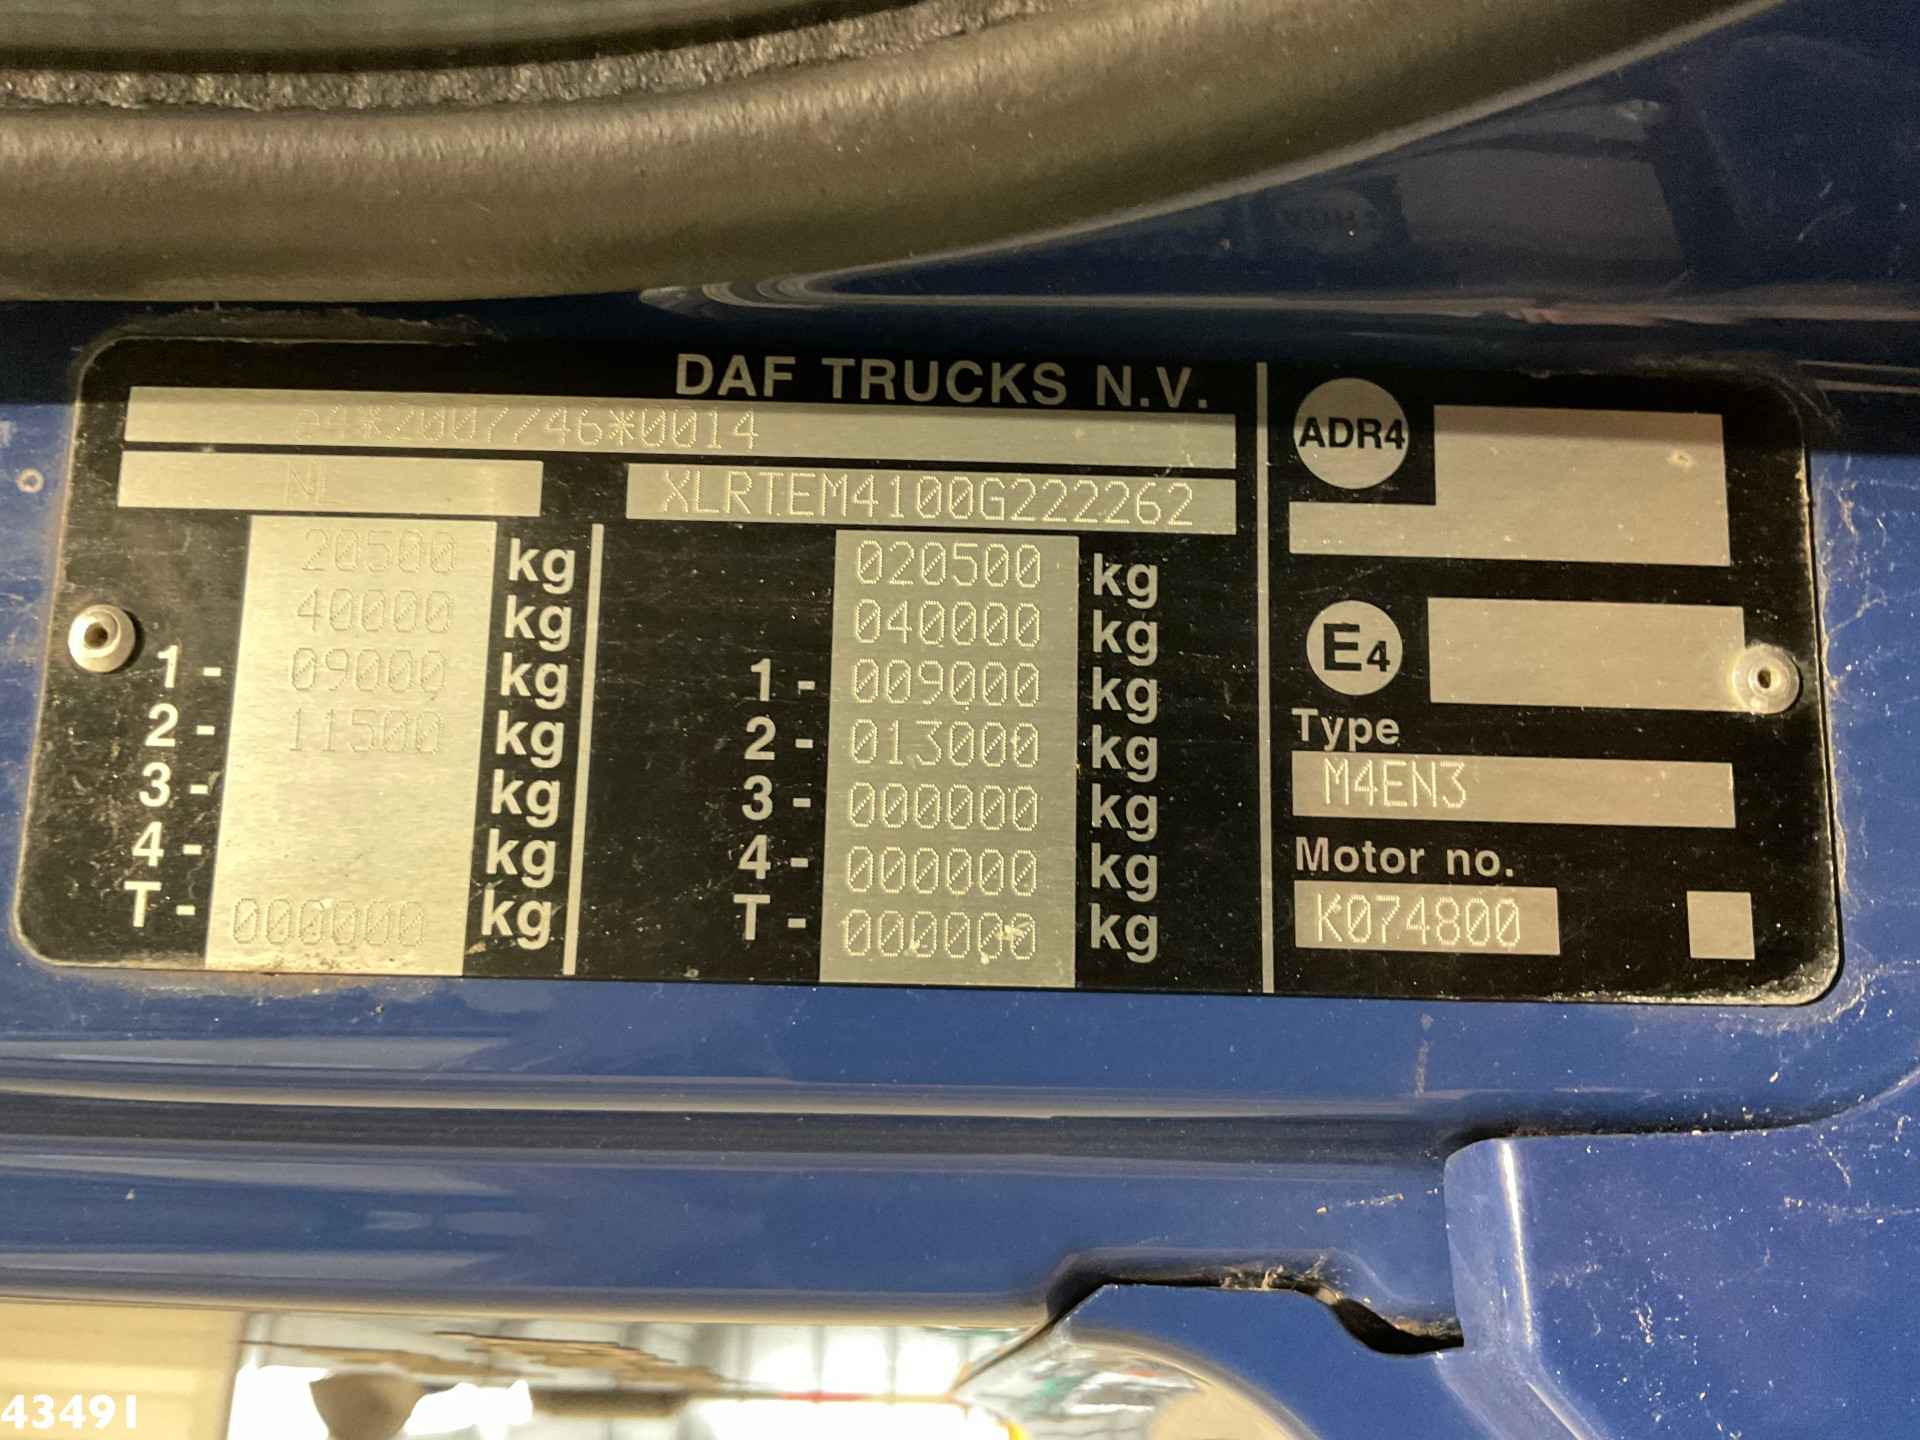 DAF TRUCKS N.V.
e4*2007/46*0014
NL XLRTEM4100G222262
20500 kg 020500 kg
40000 kg 040000 kg
1- 09000 kg 1- 009000 kg
2- 11500 kg 2- 013000 kg
3- kg 3- 000000 kg
4- kg 4- 000000 kg
T- 000000 kg T- 000000 kg
ADR4
E4
Type
M4EN3
Motor no.
K074800
43491